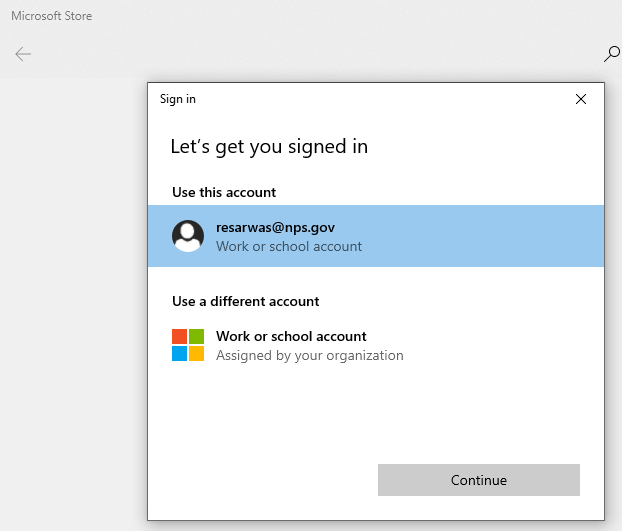 Microsoft Store
Sign in
Let's get you signed in
Use this account
resarwas@nps.gov
Work or school account
Use a different account
Work or school account
Assigned by your organization
Continue